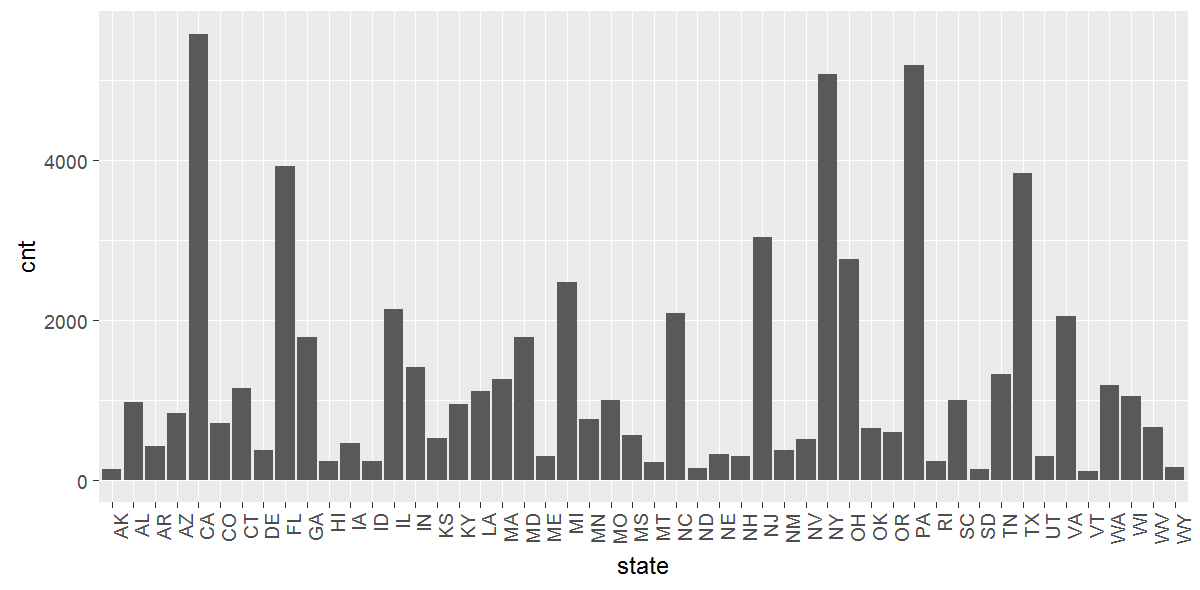 cnt
4000
2000
0
AK AL AR AZ CA CO CT DE FL GA HI IA ID IL IN KS KY LA MA MD ME MI MN MO MS MT NC ND NE NH NJ NM NV NY OH OK OR PA RI SC SD TN TX UT VA VT WA WI WV WY
state